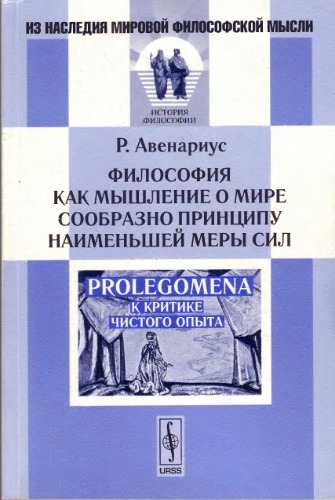 ИЗ НАСЛЕДИЯ МИРОВОЙ ФИЛОСОФСКОЙ МЫСЛИ
ИСТОРИЯ
ФИЛОСОФИИ
Р. Авенариус
ФИЛОСОФИЯ
КАК МЫШЛЕНИЕ О МИРЕ
СООБРАЗНО ПРИНЦИПУ
НАИМЕНЬШЕЙ МЕРЫ СИЛ
PROLEGOMENA
К КРИТИКЕ
ЧИСТОГО ОПЫТА
URSS